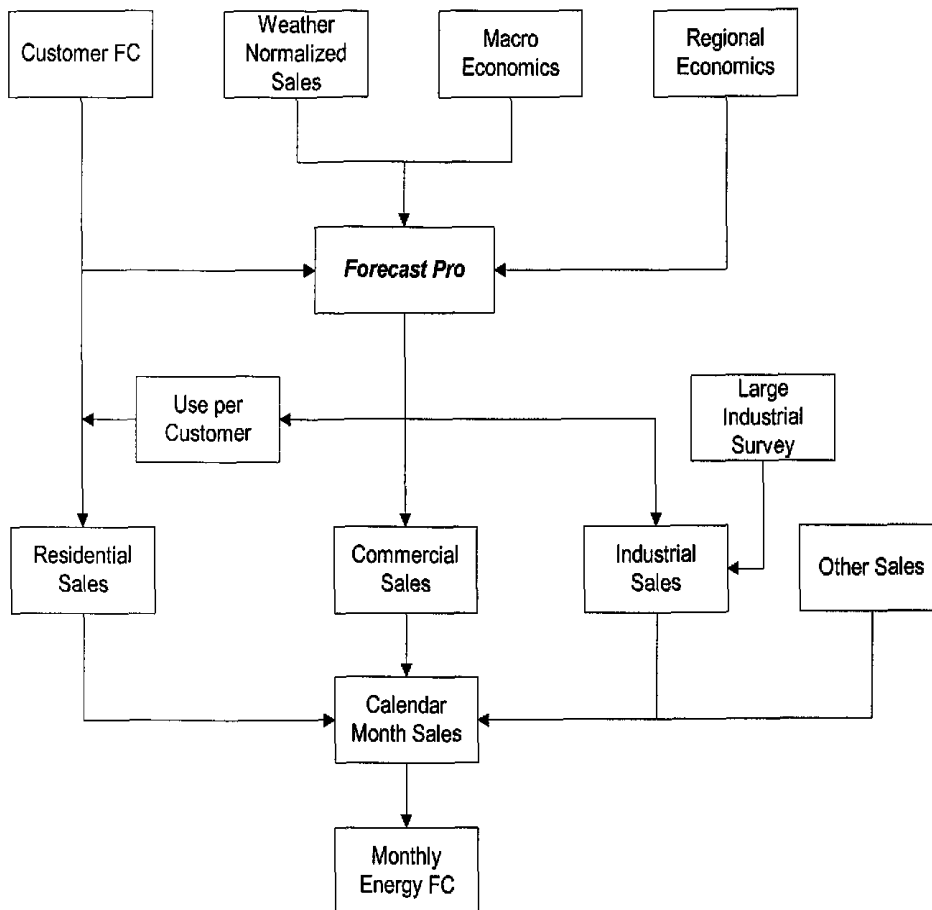 Customer FC
Weather
Normalized
Sales
Macro
Economics
Regional
Economics
Forecast Pro
Use per
Customer
Large
Industrial
Survey
Residential
Sales
Commercial
Sales
Industrial
Sales
Other Sales
Calendar
Month Sales
Monthly
Energy FC